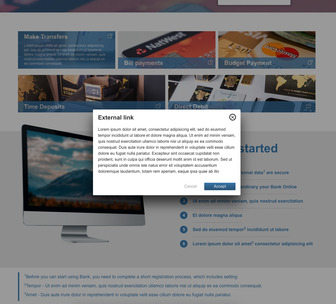 Make Transfers
Bill payments
Budget Payment
NatWest
Time Deposits
Direct Debit
External link
Lorem ipsum dolor sit amet, consectetur adipiscing elit, sed do eiusmod
tempor incididunt ut labore et dolore magna aliqua. Ut enim ad minim veniam,
quis nostrud exercitation ullamco laboris nisi ut aliquip ex ea commodo
consequat. Duis aute irure dolor in reprehenderit in voluptate velit esse cillum
dolore eu fugiat nulla pariatur. Excepteur sint occaecat cupidatat non
proident, sunt in culpa qui officia deserunt mollit anim id est laborum. Sed ut
perspiciatis unde omnis iste natus error sit voluptatem accusantium
doloremque laudantium, totam rem aperiam, eaque ipsa quae ab illo
Cancel
Accept
started
your Bank Online
Ut enim ad minim veniam, quis nostrud exercitation
Et dolore magna aliqua
Sed do eiusmod tempor² incididunt ut labore
Lorem ipsum dolor sit amet³ consectetur adipiscing elit
¹Before you can start using Bank, you need to complete a short registration process, which includes setting
²Tempor - Ut enim ad minim veniam, quis nostrud exercitation ullamco laboris nisi ut aliquip ex ea commodo consequat.
³Amet - Duis aute irure dolor in reprehenderit in voluptate velit esse cillum dolore eu fugiat nulla pariatur.